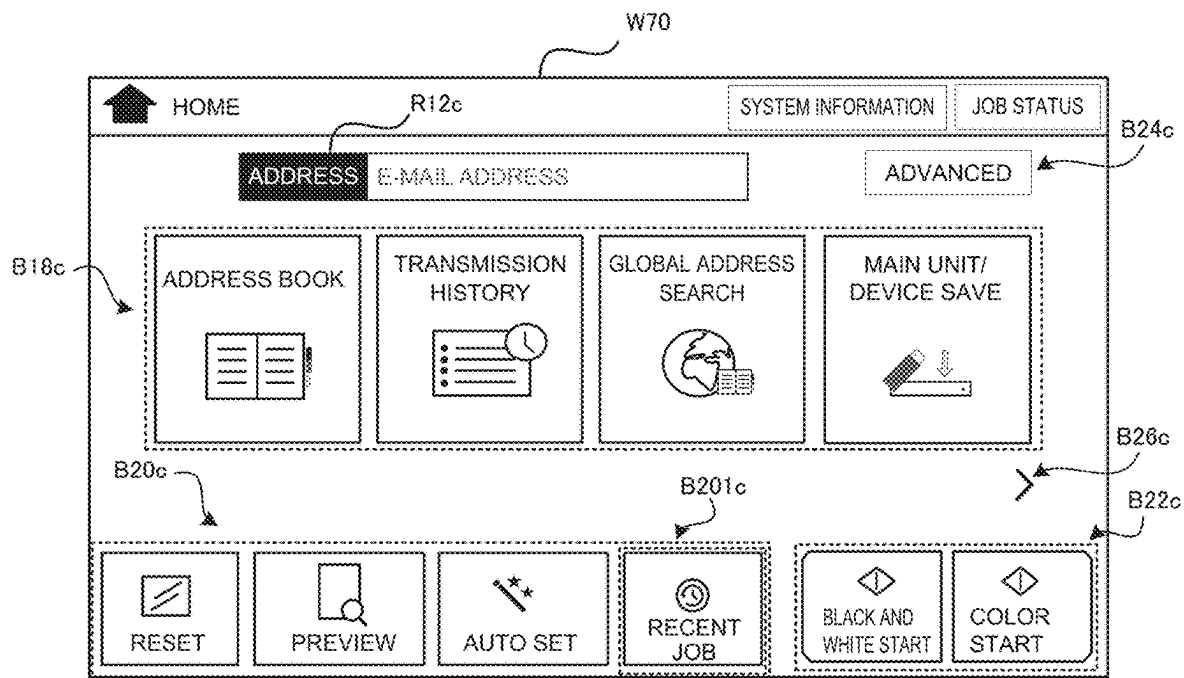 W70
HOME
R12c
SYSTEM INFORMATION
JOB STATUS
B24c
ADDRESS
E-MAIL ADDRESS
ADVANCED
B18c
ADDRESS BOOK
TRANSMISSION
HISTORY
GLOBAL ADDRESS
SEARCH
MAIN UNIT/
DEVICE SAVE
B26c
B20c
B201c
B22c
RESET
PREVIEW
AUTO SET
RECENT
JOB
BLACK AND
WHITE START
COLOR
START